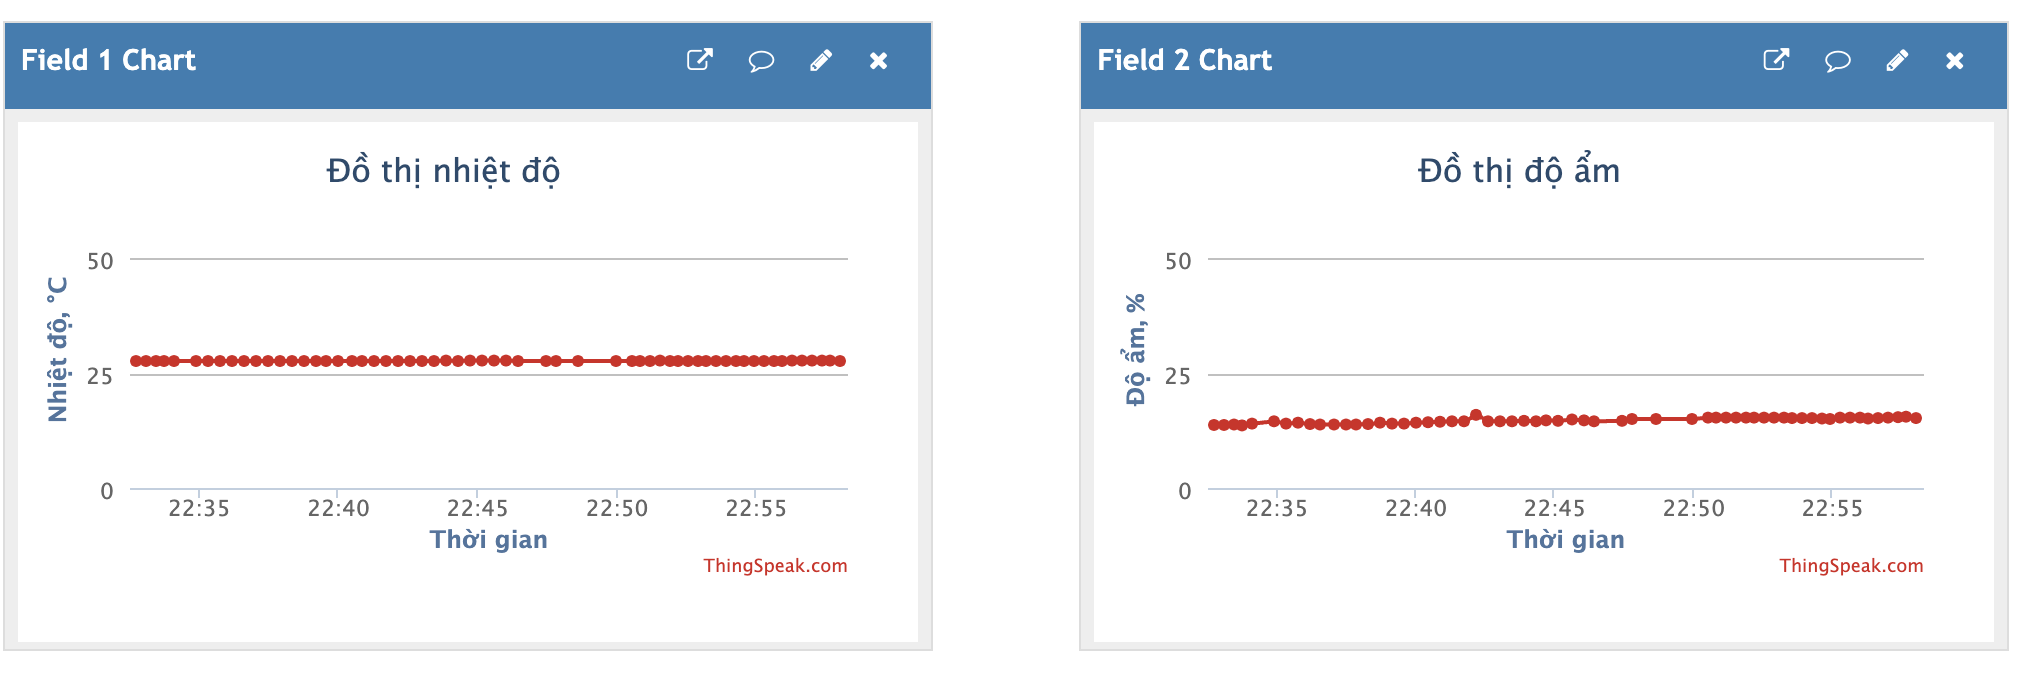 Field 1 Chart
Đồ thị nhiệt độ
Nhiệt độ, °C
50
25
0
22:35 22:40 22:45 22:50 22:55
Thời gian
ThingSpeak.com
Field 2 Chart
Đồ thị độ ẩm
Độ ẩm, %
50
25
0
22:35 22:40 22:45 22:50 22:55
Thời gian
ThingSpeak.com